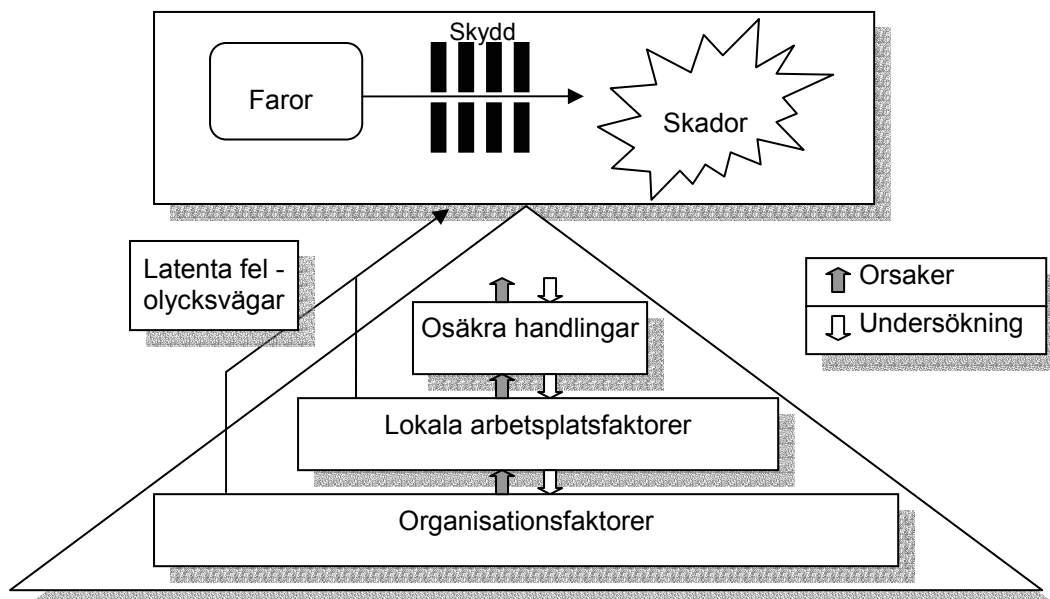 Skydd
Faror
Skador
Latenta fel -
olycksvägar
Orsaker
Undersökning
Osäkra handlingar
Lokala arbetsplatsfaktorer
Organisationsfaktorer